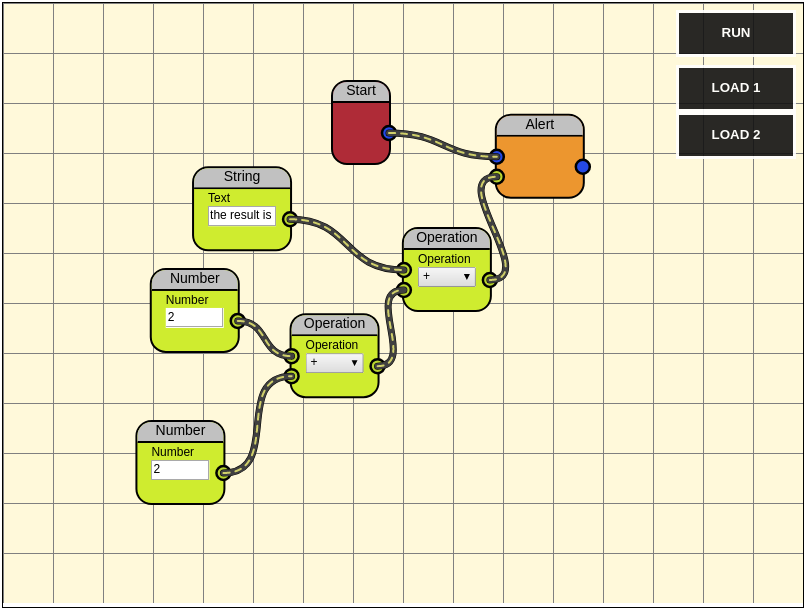 RUN
LOAD 1
LOAD 2
Start
Alert
String
Text
the result is
Operation
Operation
+
Number
Number
2
Operation
Operation
+
Number
Number
2